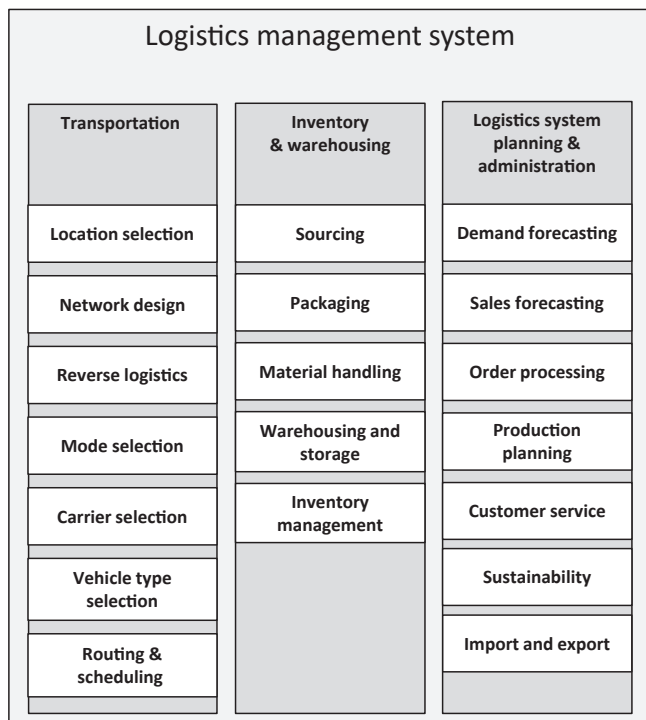 Logistics management system
Transportation
Location selection
Network design
Reverse logistics
Mode selection
Carrier selection
Vehicle type
selection
Routing &
scheduling
Inventory
& warehousing
Sourcing
Packaging
Material handling
Warehousing and
storage
Inventory
management
Logistics system
planning &
administration
Demand forecasting
Sales forecasting
Order processing
Production
planning
Customer service
Sustainability
Import and export